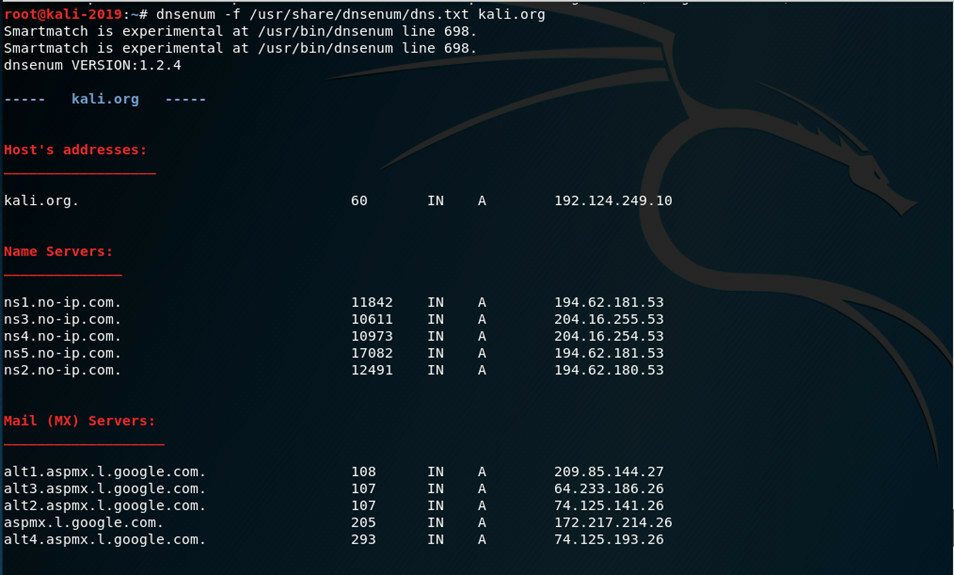 root@kali-2019:~# dnsenum -f /usr/share/dnsenum/dns.txt kali.org
Smartmatch is experimental at /usr/bin/dnsenum line 698.
Smartmatch is experimental at /usr/bin/dnsenum line 698.
dnsenum VERSION:1.2.4
----- kali.org -----
Host's addresses:
__________________
kali.org. 60 IN A 192.124.249.10
Name Servers:
______________
ns1.no-ip.com. 11842 IN A 194.62.181.53
ns3.no-ip.com. 10611 IN A 204.16.255.53
ns4.no-ip.com. 10973 IN A 204.16.254.53
ns5.no-ip.com. 17082 IN A 194.62.181.53
ns2.no-ip.com. 12491 IN A 194.62.180.53
Mail (MX) Servers:
___________________
alt1.aspmx.l.google.com. 108 IN A 209.85.144.27
alt3.aspmx.l.google.com. 107 IN A 64.233.186.26
alt2.aspmx.l.google.com. 107 IN A 74.125.141.26
aspmx.l.google.com. 205 IN A 172.217.214.26
alt4.aspmx.l.google.com. 293 IN A 74.125.193.26